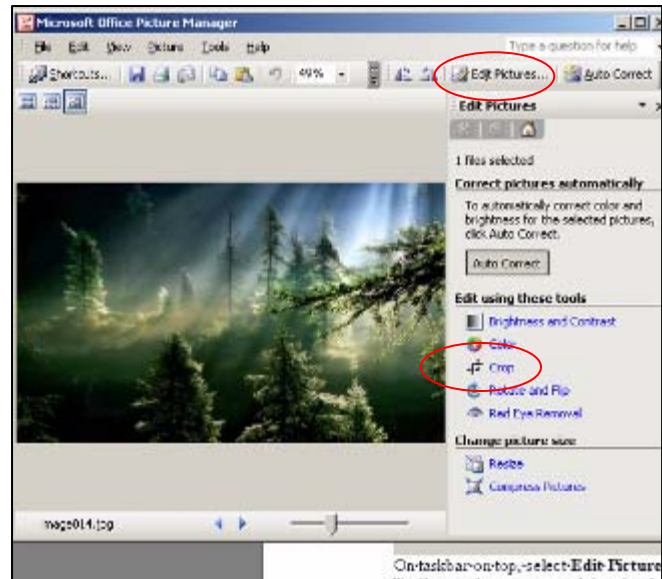 Microsoft Office Picture Manager
File Edit View Picture Tools Help Type a question for help
Shortcuts... 49% Edit Pictures... Auto Correct
Edit Pictures
1 files selected
Correct pictures automatically
To automatically correct color and
brightness for the selected pictures,
click Auto Correct.
Auto Correct
Edit using these tools
Brightness and Contrast
Color
Crop
Rotate and Flip
Red Eye Removal
Change picture size
Resize
Compress Pictures
mage014.jpg
On·taskbar·on·top,·select·Edit·Picture